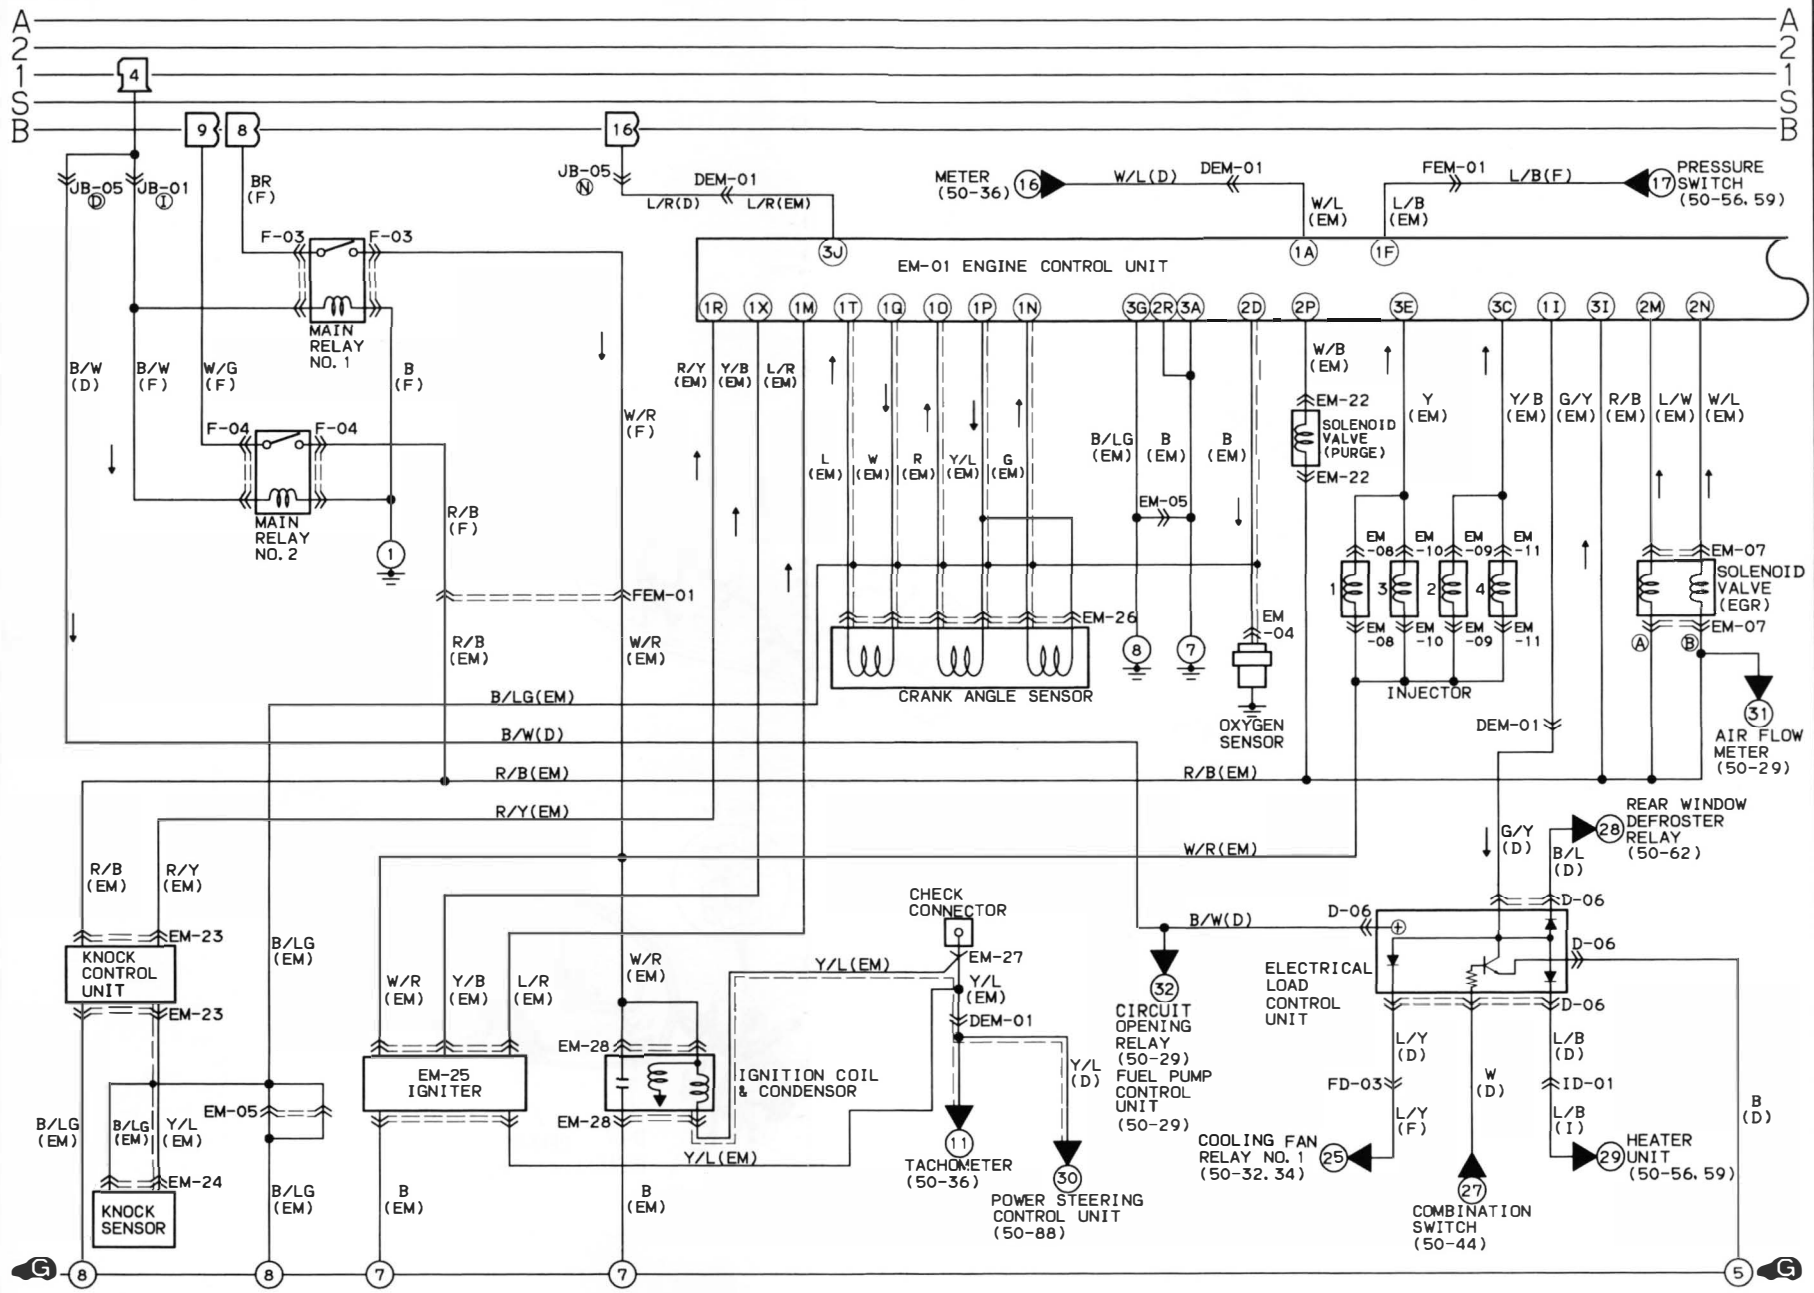 A A
2 2
1 4 1
S S
B 9 8 16 B
JB-05
D
JB-01
I
BR
(F)
JB-05
N
DEM-01
L/R(D) L/R(EM)
METER
(50-36)
16
W/L(D)
DEM-01
W/L
(EM)
FEM-01
L/B(F)
L/B
(EM)
17
PRESSURE
SWITCH
(50-56.59)
F-03 F-03
MAIN
RELAY
NO. 1
3J 1A 1F
EM-01 ENGINE CONTROL UNIT
1R 1X 1M 1T 1Q 1O 1P 1N 3G 2R 3A 2D 2P 3E 3C 1I 3I 2M 2N
B/W
(D)
B/W
(F)
W/G
(F)
B
(F)
W/R
(F)
F-04 F-04
MAIN
RELAY
NO. 2
R/B
(F)
1
FEM-01
R/B
(EM)
W/R
(EM)
R/Y
(EM)
Y/B
(EM)
L/R
(EM)
L
(EM)
W
(EM)
R
(EM)
Y/L
(EM)
G
(EM)
B/LG
(EM)
B
(EM)
B
(EM)
W/B
(EM)
EM-22
SOLENOID
VALVE
(PURGE)
EM-22
Y
(EM)
Y/B
(EM)
G/Y
(EM)
R/B
(EM)
L/W
(EM)
W/L
(EM)
EM-05
EM
-08
EM
-10
EM
-09
EM
-11
1 3 2 4
EM
-08
EM
-10
EM
-09
EM
-11
INJECTOR
EM-07
SOLENOID
VALVE
(EGR)
EM-07
A B
EM-26
CRANK ANGLE SENSOR
8 7
EM
-04
OXYGEN
SENSOR
DEM-01
31
AIR FLOW
METER
(50-29)
B/LG(EM)
B/W(D)
R/B(EM) R/B(EM)
R/Y(EM)
W/R(EM)
R/B
(EM)
R/Y
(EM)
EM-23
KNOCK
CONTROL
UNIT
EM-23
B/LG
(EM)
W/R
(EM)
Y/B
(EM)
L/R
(EM)
W/R
(EM)
CHECK
CONNECTOR
EM-27
Y/L(EM)
Y/L
(EM)
DEM-01
EM-25
IGNITER
EM-28
IGNITION COIL
& CONDENSOR
EM-28
Y/L
(D)
B/LG
(EM)
B/LG
(EM)
Y/L
(EM)
EM-05
EM-24
KNOCK
SENSOR
B/LG
(EM)
B
(EM)
B
(EM)
Y/L(EM)
11
TACHOMETER
(50-36)
30
POWER STEERING
CONTROL UNIT
(50-88)
B/W(D)
32
CIRCUIT
OPENING
RELAY
(50-29)
FUEL PUMP
CONTROL
UNIT
(50-29)
G/Y
(D)
B/L
(D)
28
REAR WINDOW
DEFROSTER
RELAY
(50-62)
D-06 D-06
D-06
ELECTRICAL
LOAD
CONTROL
UNIT
D-06
L/Y
(D)
FD-03
L/Y
(F)
W
(D)
L/B
(D)
ID-01
L/B
(I)
B
(D)
COOLING FAN
RELAY NO. 1
(50-32.34)
25
27
COMBINATION
SWITCH
(50-44)
29
HEATER
UNIT
(50-56.59)
G 8 8 7 7 5 G